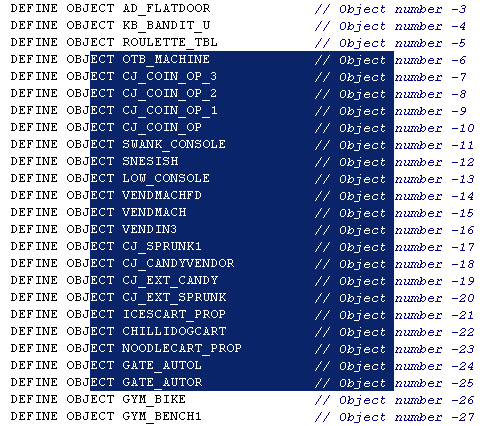 DEFINE OBJECT AD_FLATDOOR // Object number -3
DEFINE OBJECT KB_BANDIT_U // Object number -4
DEFINE OBJECT ROULETTE_TBL // Object number -5
DEFINE OBJECT OTB_MACHINE // Object number -6
DEFINE OBJECT CJ_COIN_OP_3 // Object number -7
DEFINE OBJECT CJ_COIN_OP_2 // Object number -8
DEFINE OBJECT CJ_COIN_OP_1 // Object number -9
DEFINE OBJECT CJ_COIN_OP // Object number -10
DEFINE OBJECT SWANK_CONSOLE // Object number -11
DEFINE OBJECT SNESISH // Object number -12
DEFINE OBJECT LOW_CONSOLE // Object number -13
DEFINE OBJECT VENDMACHFD // Object number -14
DEFINE OBJECT VENDMACH // Object number -15
DEFINE OBJECT VENDIN3 // Object number -16
DEFINE OBJECT CJ_SPRUNK1 // Object number -17
DEFINE OBJECT CJ_CANDYVENDOR // Object number -18
DEFINE OBJECT CJ_EXT_CANDY // Object number -19
DEFINE OBJECT CJ_EXT_SPRUNK // Object number -20
DEFINE OBJECT ICESCART_PROP // Object number -21
DEFINE OBJECT CHILLIDOGCART // Object number -22
DEFINE OBJECT NOODLECART_PROP // Object number -23
DEFINE OBJECT GATE_AUTOL // Object number -24
DEFINE OBJECT GATE_AUTOR // Object number -25
DEFINE OBJECT GYM_BIKE // Object number -26
DEFINE OBJECT GYM_BENCH1 // Object number -27